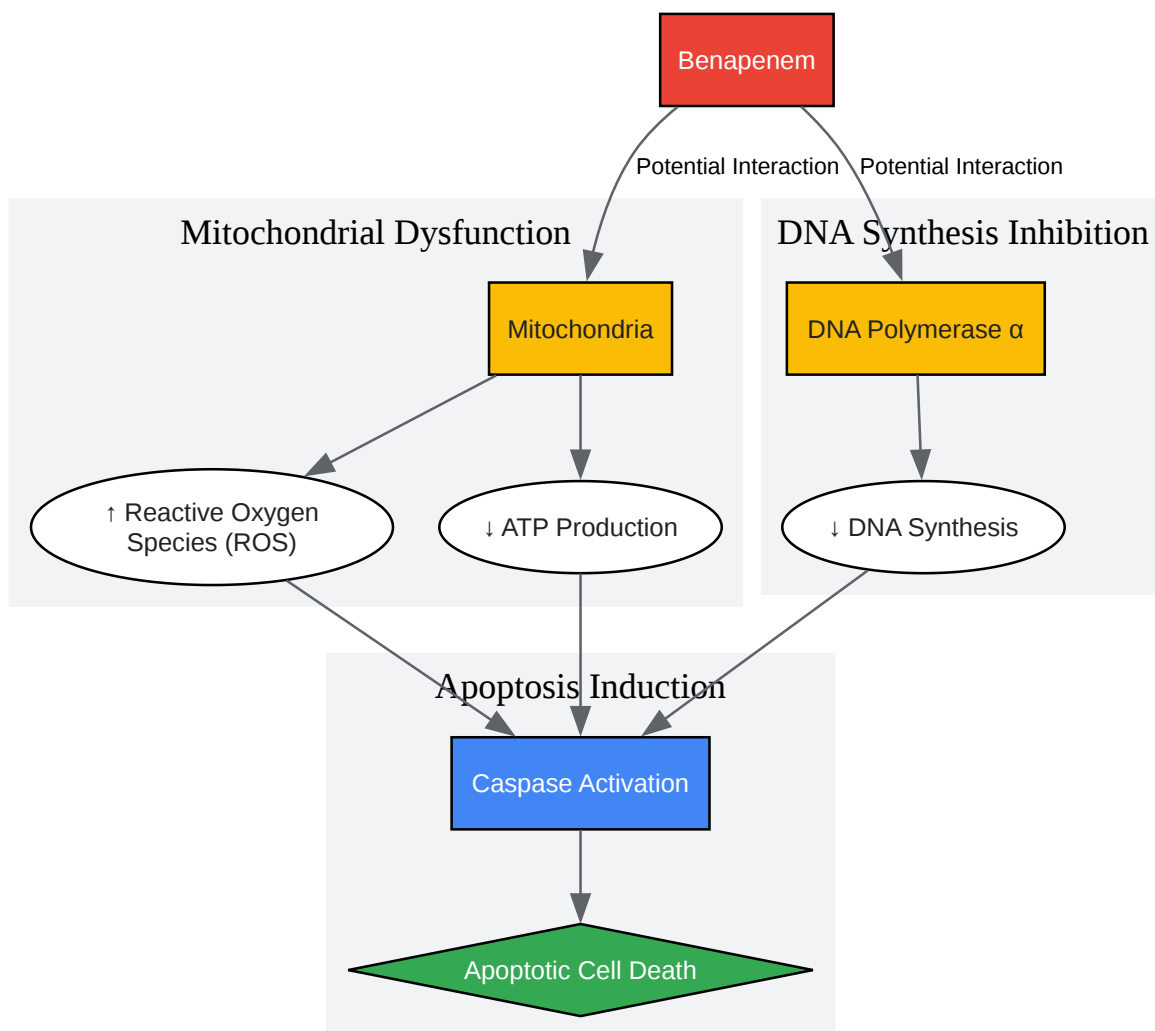 Benapenem
Potential Interaction
Potential Interaction
Mitochondrial Dysfunction
DNA Synthesis Inhibition
Mitochondria
DNA Polymerase α
↑ Reactive Oxygen
Species (ROS)
↓ ATP Production
↓ DNA Synthesis
Apoptosis Induction
Caspase Activation
Apoptotic Cell Death